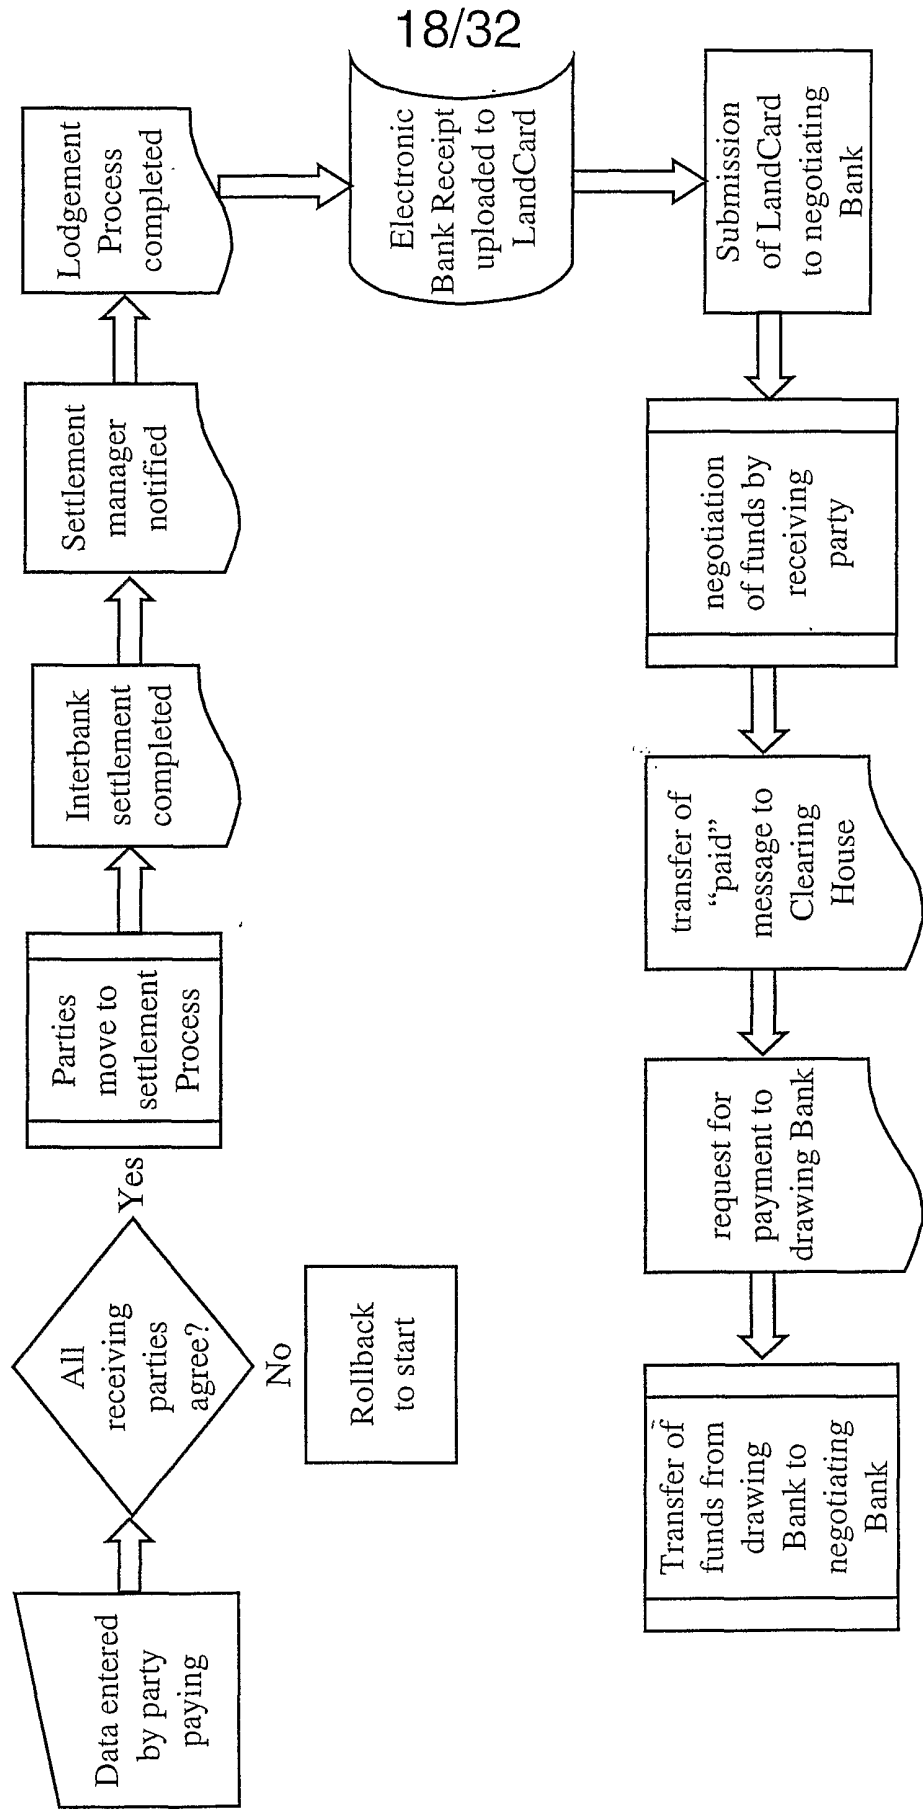 18/32
Data entered
by party
paying
All
receiving
parties
agree?
Yes
No
Rollback
to start
Parties
move to
settlement
Process
Interbank
settlement
completed
Settlement
manager
notified
Lodgement
Process
completed
Electronic
Bank Receipt
uploaded to
LandCard
Submission
of LandCard
to negotiating
Bank
negotiation
of funds by
receiving
party
transfer of
“paid”
message to
Clearing
House
request for
payment to
drawing Bank
Transfer of
funds from
drawing
Bank to
negotiating
Bank